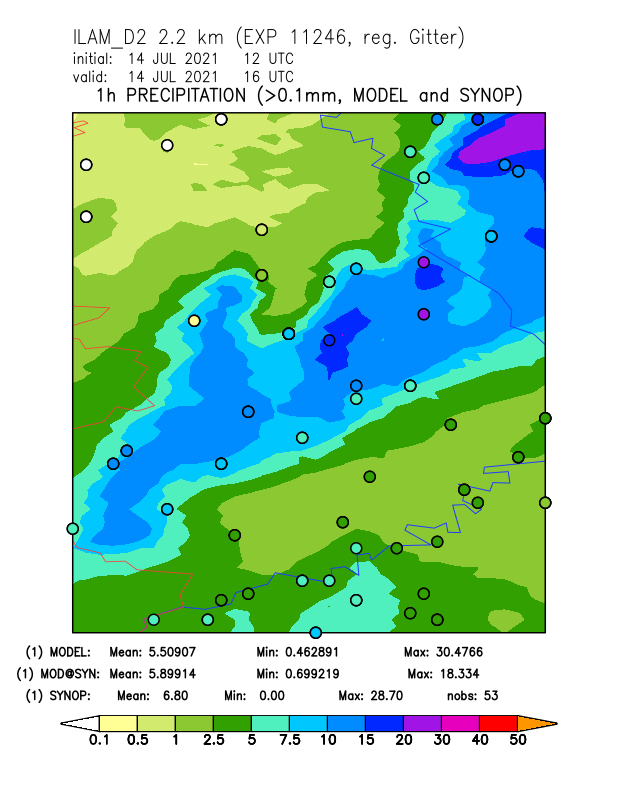 ILAM_D2 2.2 km (EXP 11246, reg. Gitter)
initial: 14 JUL 2021 12 UTC
valid: 14 JUL 2021 16 UTC
1h PRECIPITATION (>0.1mm, MODEL and SYNOP)
(1) MODEL: Mean: 5.50907 Min: 0.462891 Max: 30.4766
(1) MOD@SYN: Mean: 5.89914 Min: 0.699219 Max: 18.334
(1) SYNOP: Mean: 6.80 Min: 0.00 Max: 28.70 nobs: 53
0.1 0.5 1 2.5 5 7.5 10 15 20 30 40 50